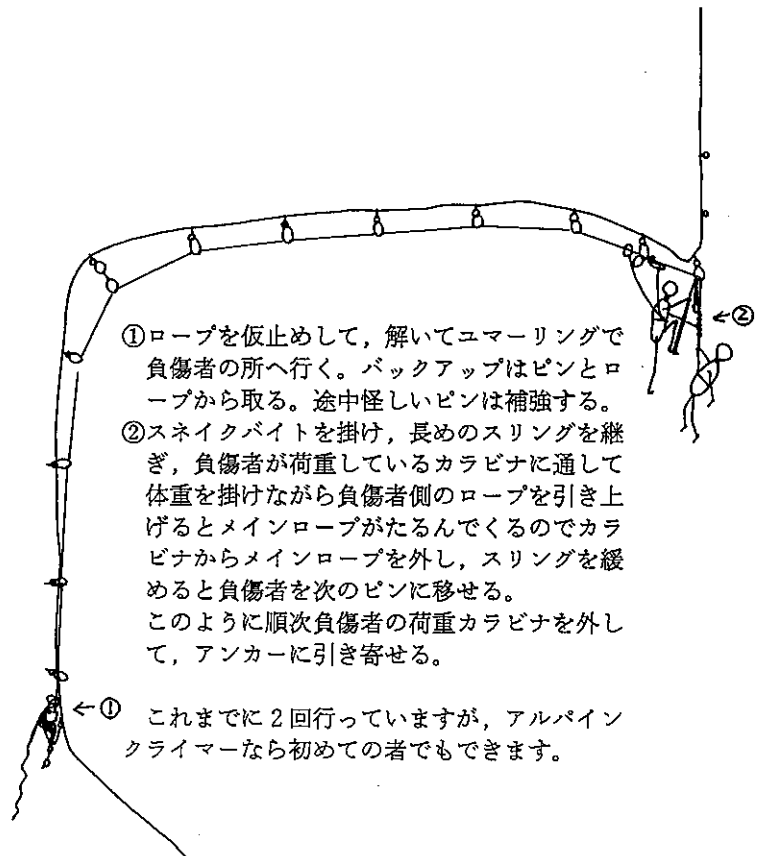 ①ロープを仮止めして，解いてユマーリングで
負傷者の所へ行く。バックアップはピンとロ
ープから取る。途中怪しいピンは補強する。
②スネイクバイトを掛け，長めのスリングを継
ぎ，負傷者が荷重しているカラビナに通して
体重を掛けながら負傷者側のロープを引き上
げるとメインロープがたるんでくるのでカラ
ビナからメインロープを外し，スリングを緩
めると負傷者を次のピンに移せる。
このように順次負傷者の荷重カラビナを外し
て，アンカーに引き寄せる。
←②
←①
これまでに2回行っていますが，アルパイン
クライマーなら初めての者でもできます。